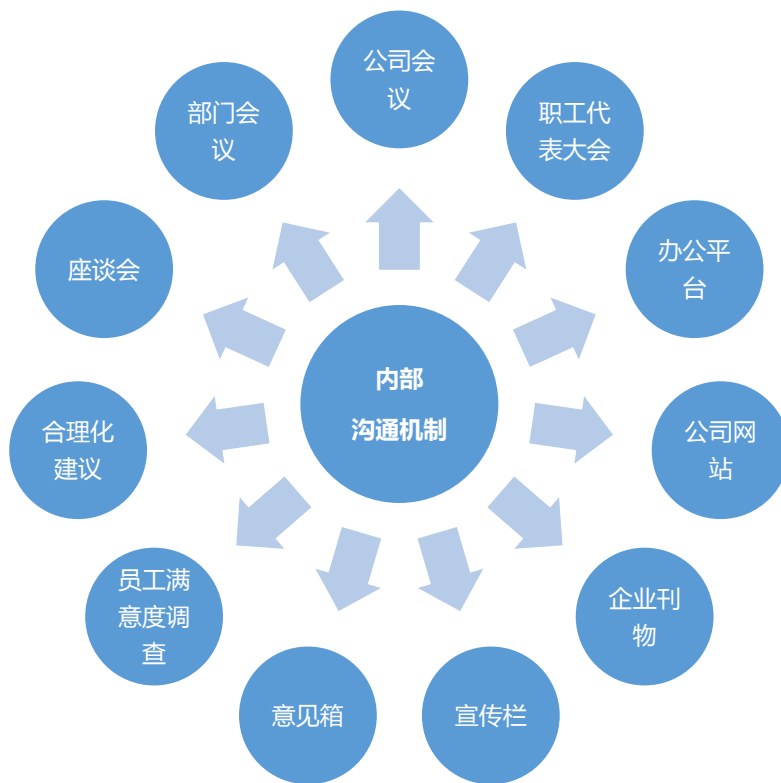 公司会
议
职工代
表大会
办公平
台
公司网
站
企业刊
物
宣传栏
意见箱
员工满
意度调
查
合理化
建议
座谈会
部门会
议
内部
沟通机制